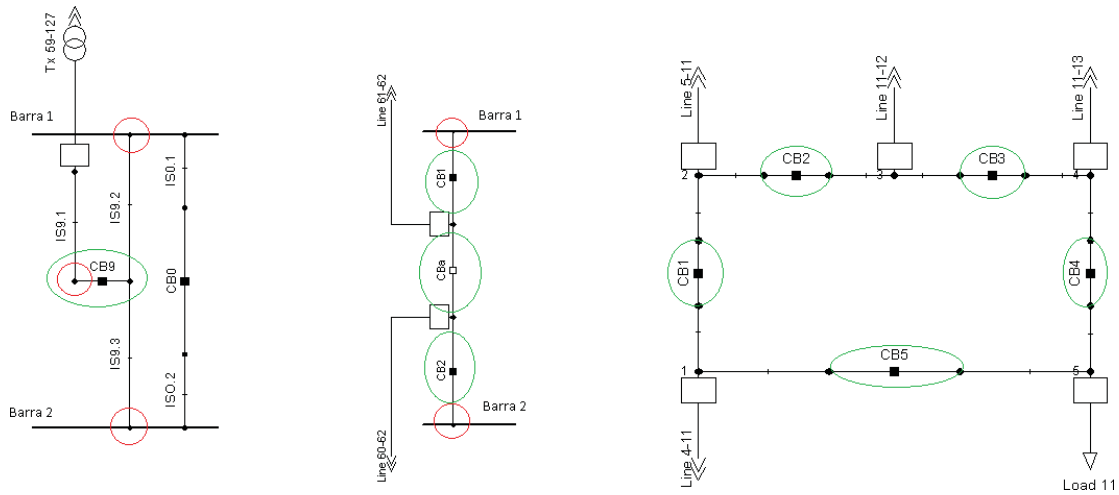 Tx 59-127
Barra 1
IS9.1
IS9.2
IS0.1
CB9
CB0
IS9.3
ISO.2
Barra 2
Line 61-62
Barra 1
CB1
CBa
CB2
Barra 2
Line 60-62
Line 5-11
Line 11-12
Line 11-13
2
CB2
3
CB3
4
CB1
CB4
1
CB5
5
Line 4-11
Load 11